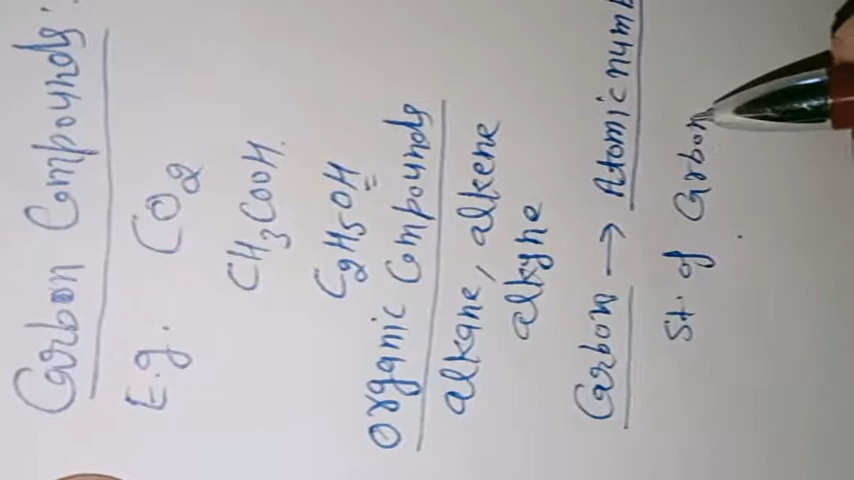 Carbon Compounds:
E.g. CO2
CH3COOH.
C2H5OH
organic Compounds
alkane, alkene
alkyne
Carbon → Atomic numb
St. of Carbon